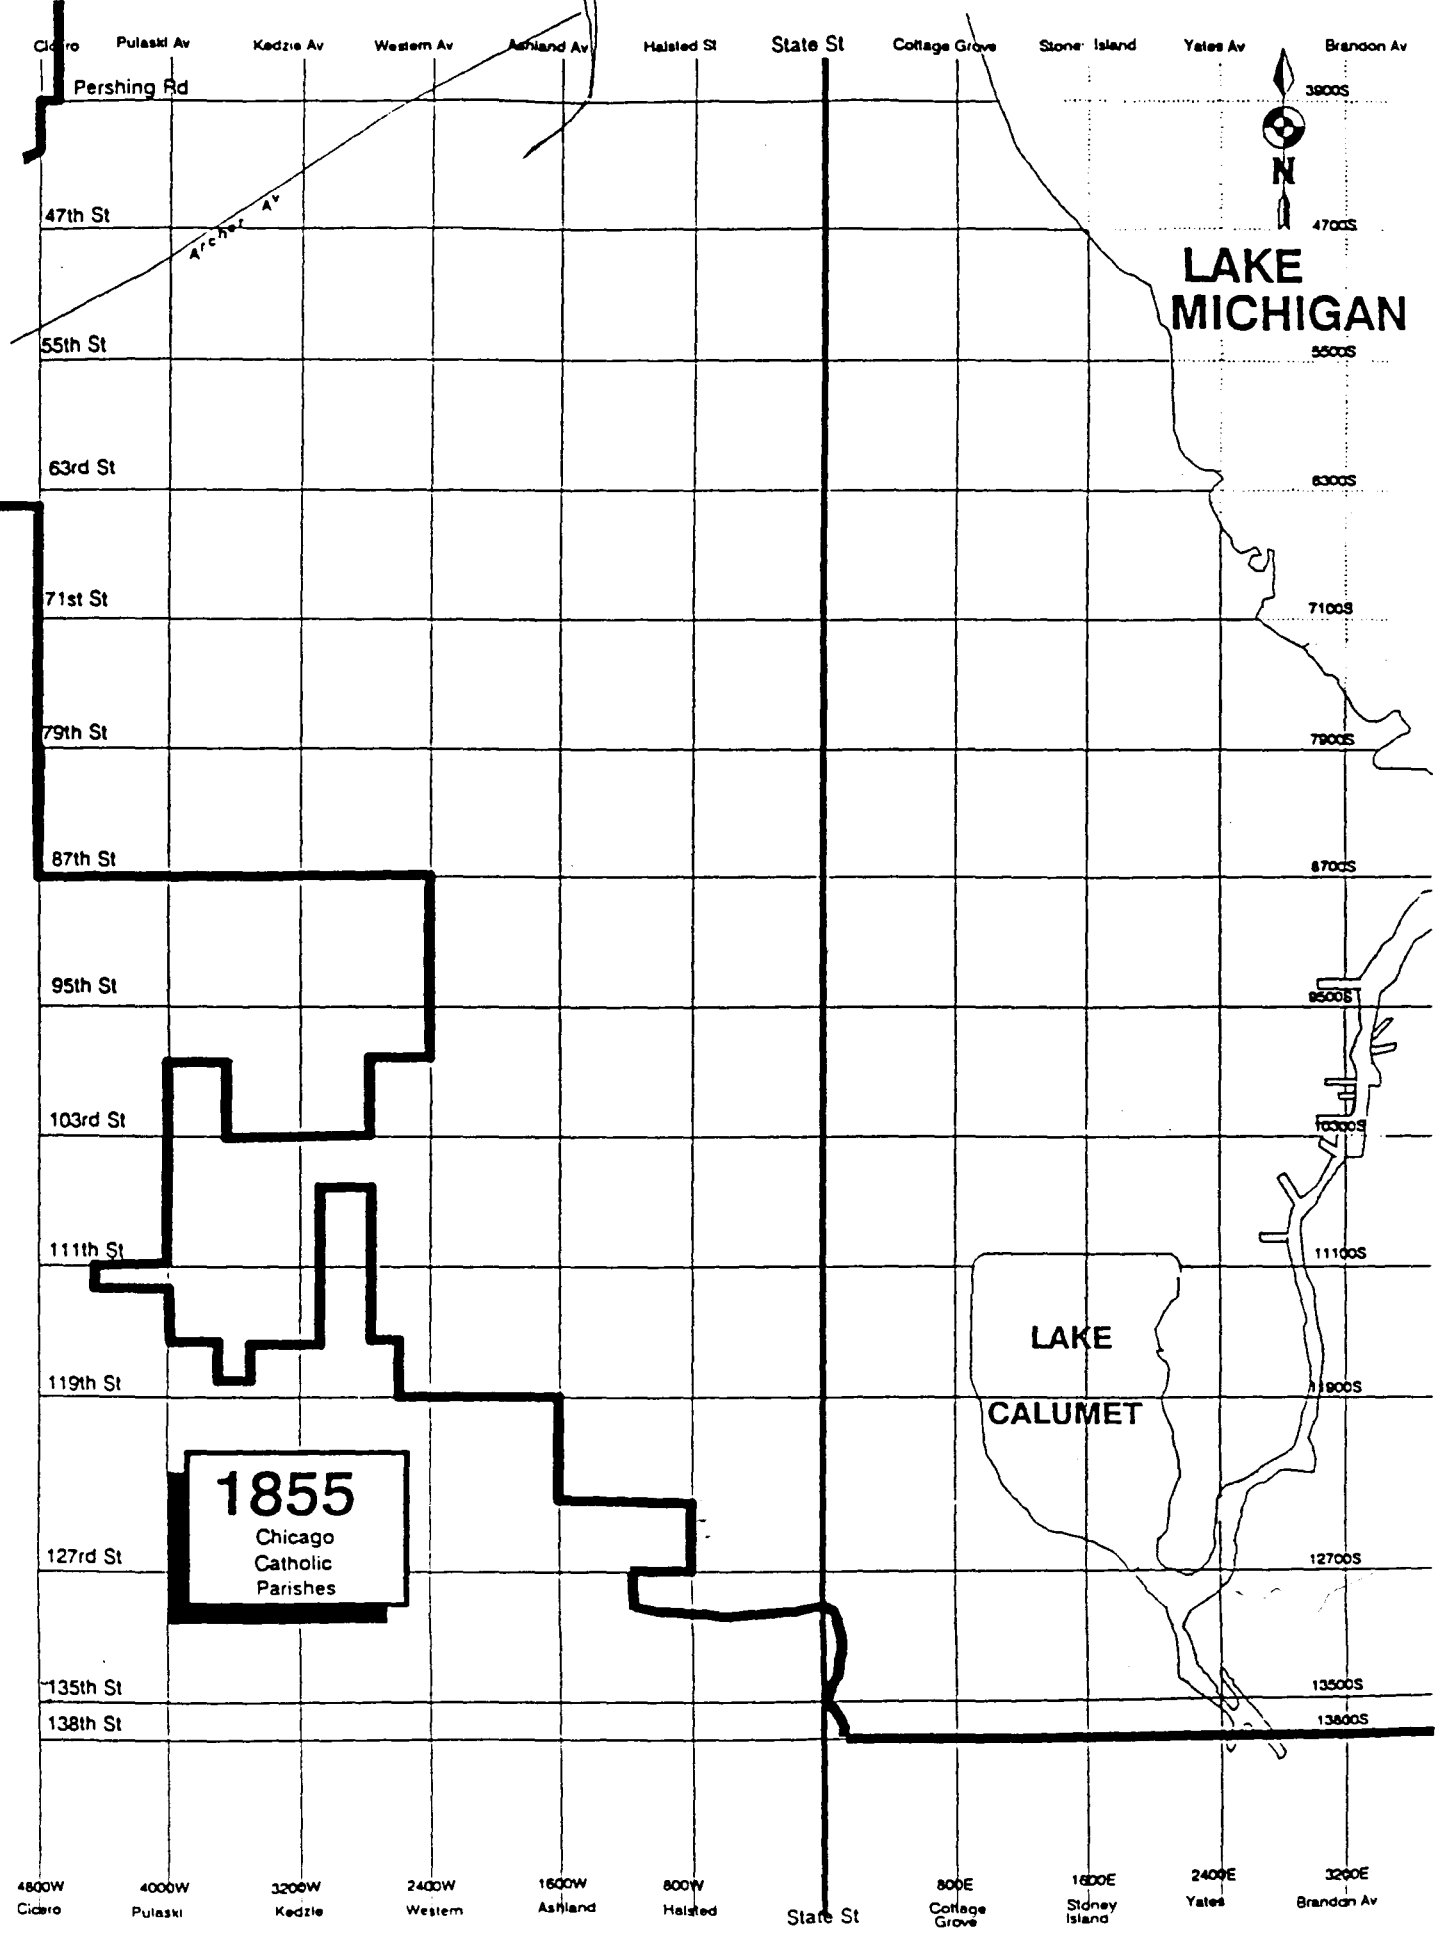 Cicero Pulaski Av Kedzie Av Western Av Ashland Av Halsted St State St Cottage Grove Stone Island Yates Av Brandon Av
Pershing Rd 3900S
N
47th St 4700S
Archer Av
LAKE
MICHIGAN
55th St 5500S
63rd St 6300S
71st St 7100S
79th St 7900S
87th St 8700S
95th St 9500S
103rd St 10300S
111th St 11100S
LAKE
119th St 11900S
CALUMET
1855
Chicago
Catholic
Parishes
127rd St 12700S
135th St 13500S
138th St 13800S
4800W 4000W 3200W 2400W 1600W 800W 800E 1600E 2400E 3200E
Cicero Pulaski Kedzie Western Ashland Halsted State St Cottage Grove Stoney Island Yates Brandon Av